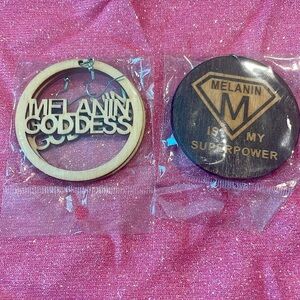 MELANIN
GODDESS
MELANIN
M
IS MY
SUPERPOWER